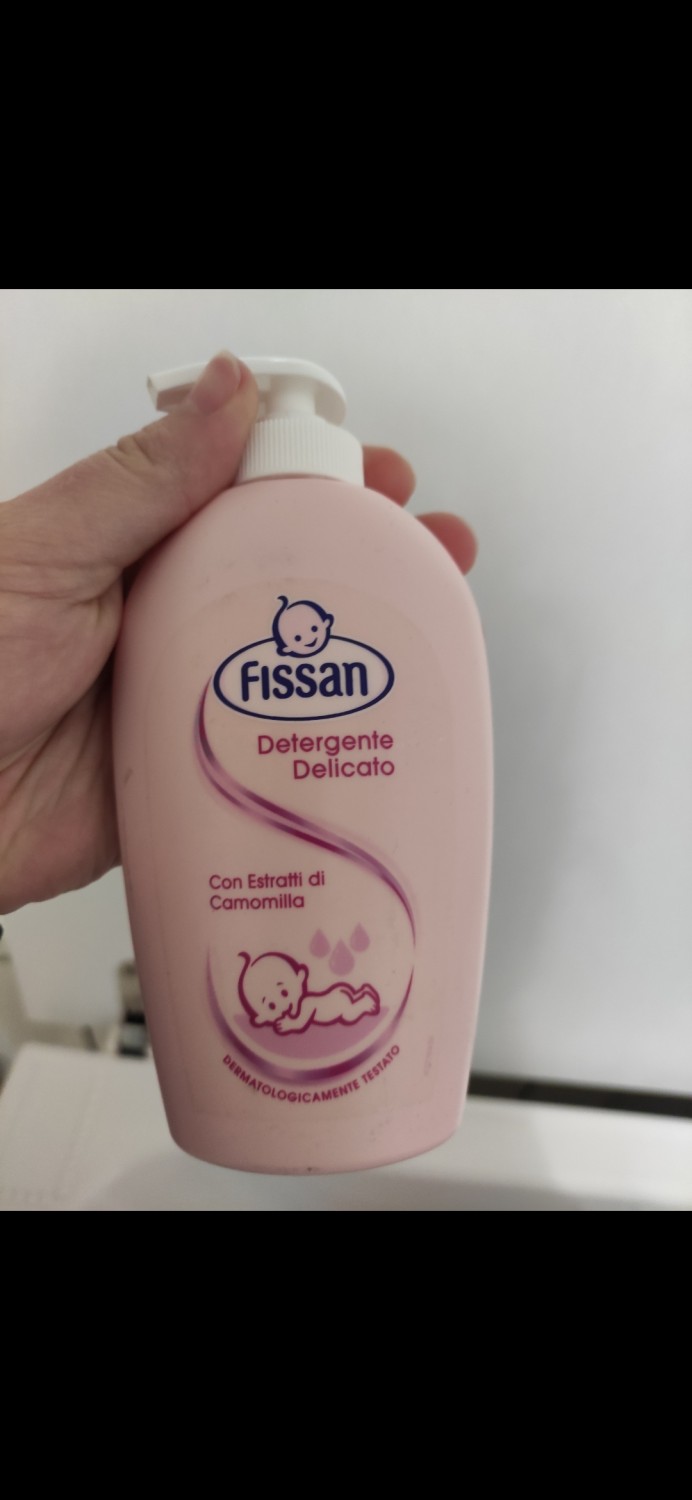 Fissan
Detergente
Delicato
Con Estratti di
Camomilla
DERMATOLOGICAMENTE TESTATO